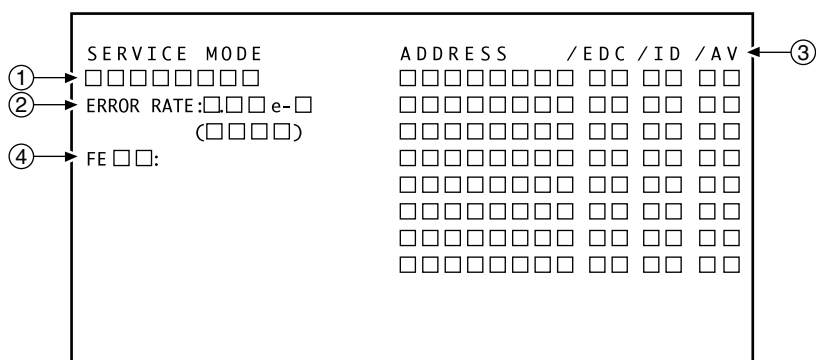 SERVICE MODE ADDRESS /EDC /ID /AV ③
① □□□□□□□□ □□□□□□□□ □□ □□ □□
② ERROR RATE:□.□□e-□ □□□□□□□□ □□ □□ □□
(□□□□) □□□□□□□□ □□ □□ □□
④ FE□□: □□□□□□□□ □□ □□ □□
□□□□□□□□ □□ □□ □□
□□□□□□□□ □□ □□ □□
□□□□□□□□ □□ □□ □□
□□□□□□□□ □□ □□ □□